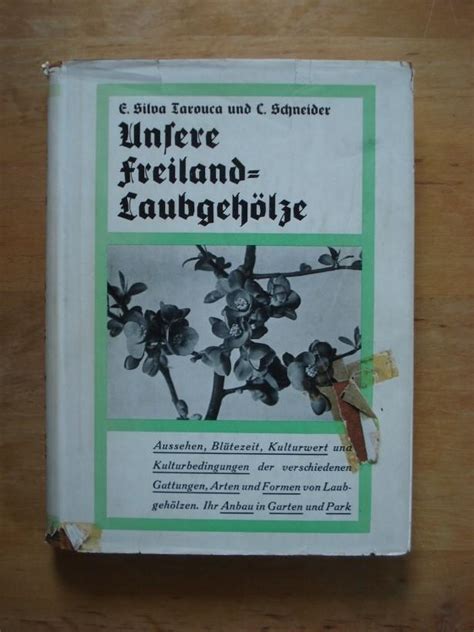 E. Silva Tarouca und C. Schneider
Unsere
Freiland-
Laubgehölze
Aussehen, Blütezeit, Kulturwert und
Kulturbedingungen der verschiedenen
Gattungen, Arten und Formen von Laub-
gehölzen. Ihr Anbau in Garten und Park